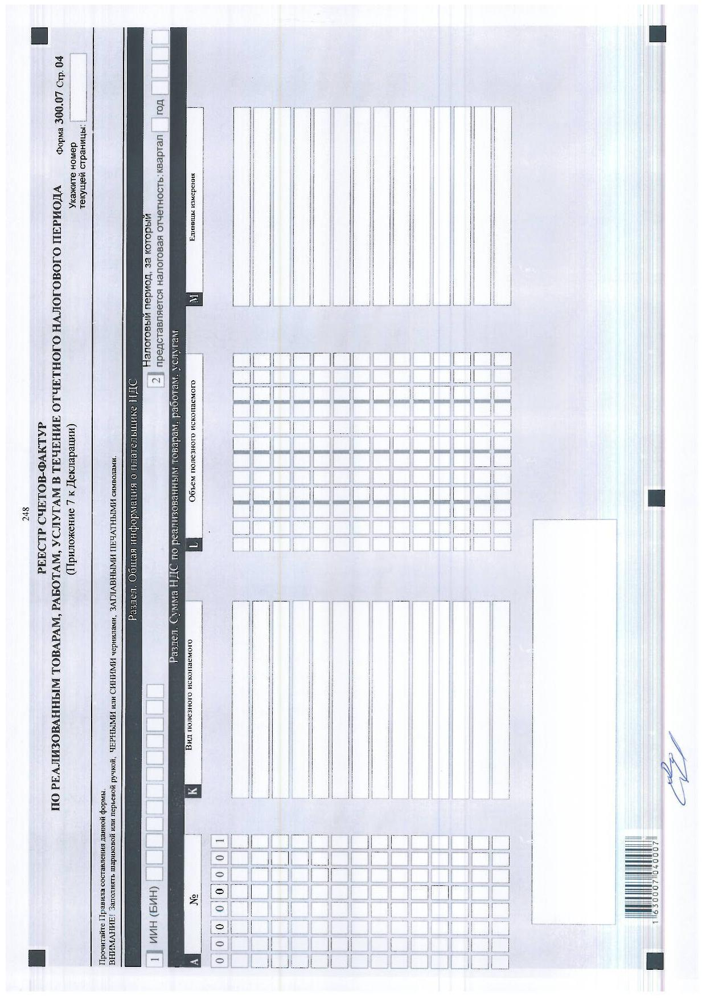 248
РЕЕСТР СЧЕТОВ-ФАКТУР
ПО РЕАЛИЗОВАННЫМ ТОВАРАМ, РАБОТАМ, УСЛУГАМ В ТЕЧЕНИЕ ОТЧЕТНОГО НАЛОГОВОГО ПЕРИОДА
Форма 300.07 Стр. 04
(Приложение 7 к Декларации)
Укажите номер
текущей страницы:
Прочитайте Правила составления данной формы.
ВНИМАНИЕ! Заполнять шариковой или перьевой ручкой, ЧЕРНЫМИ или СИНИМИ чернилами, ЗАГЛАВНЫМИ ПЕЧАТНЫМИ символами.
Раздел. Общая информация о плательщике НДС
1 ИИН (БИН)
2 Налоговый период, за который
представляется налоговая отчетность: квартал год
Раздел. Сумма НДС по реализованным товарам, работам, услугам
A № K Вид полезного ископаемого L Объем полезного ископаемого M Единицы измерения
0 0 0 0 0 0 0 1
1630007040007